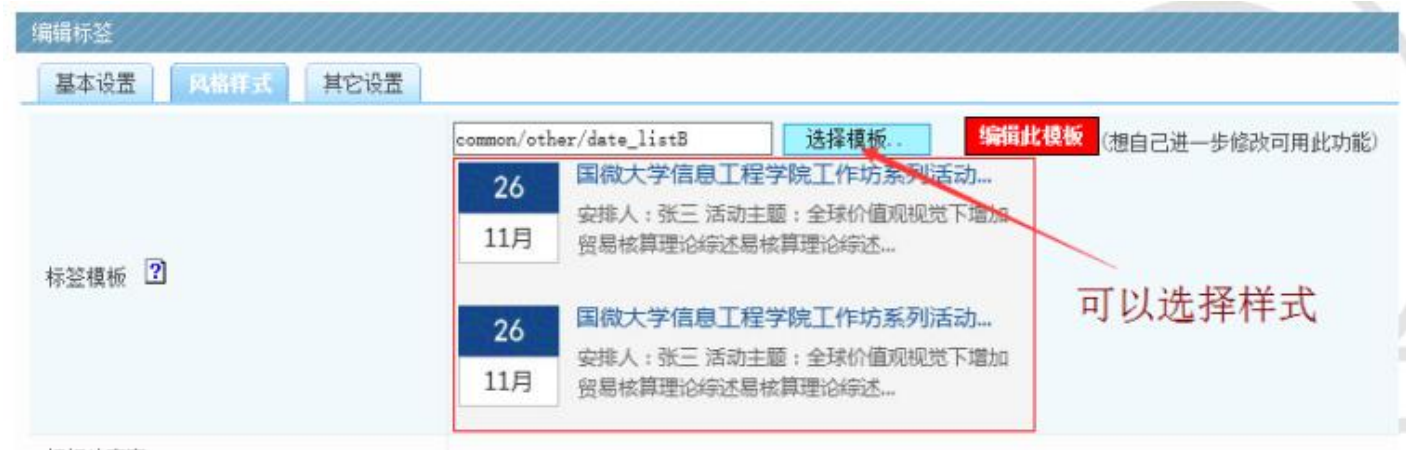 编辑标签
基本设置 风格样式 其它设置
common/other/date_listB 选择模板.. 编辑此模板 (想自己进一步修改可用此功能)
26 国微大学信息工程学院工作坊系列活动...
安排人：张三 活动主题：全球价值观视觉下增加
11月 贸易核算理论综述易核算理论综述...
标签模板 ?
可以选择样式
26 国微大学信息工程学院工作坊系列活动...
安排人：张三 活动主题：全球价值观视觉下增加
11月 贸易核算理论综述易核算理论综述...